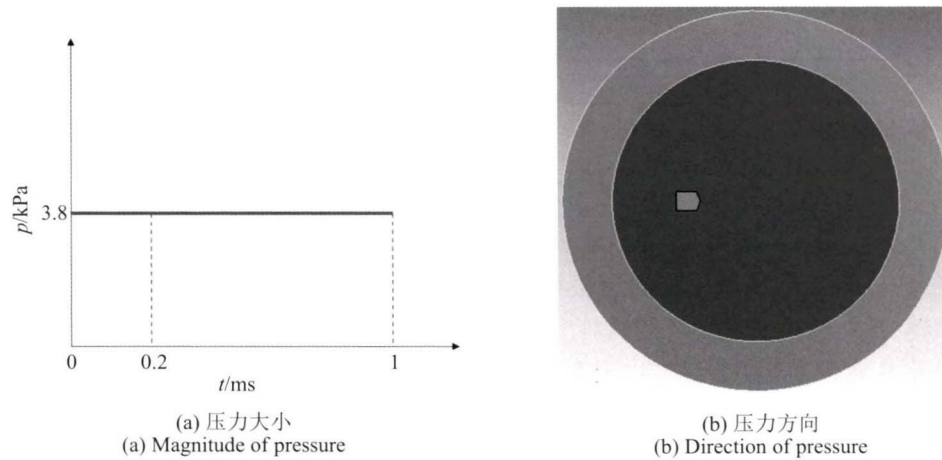 p/kPa
3.8
0
0.2
1
t/ms
(a) 压力大小
(a) Magnitude of pressure
(b) 压力方向
(b) Direction of pressure